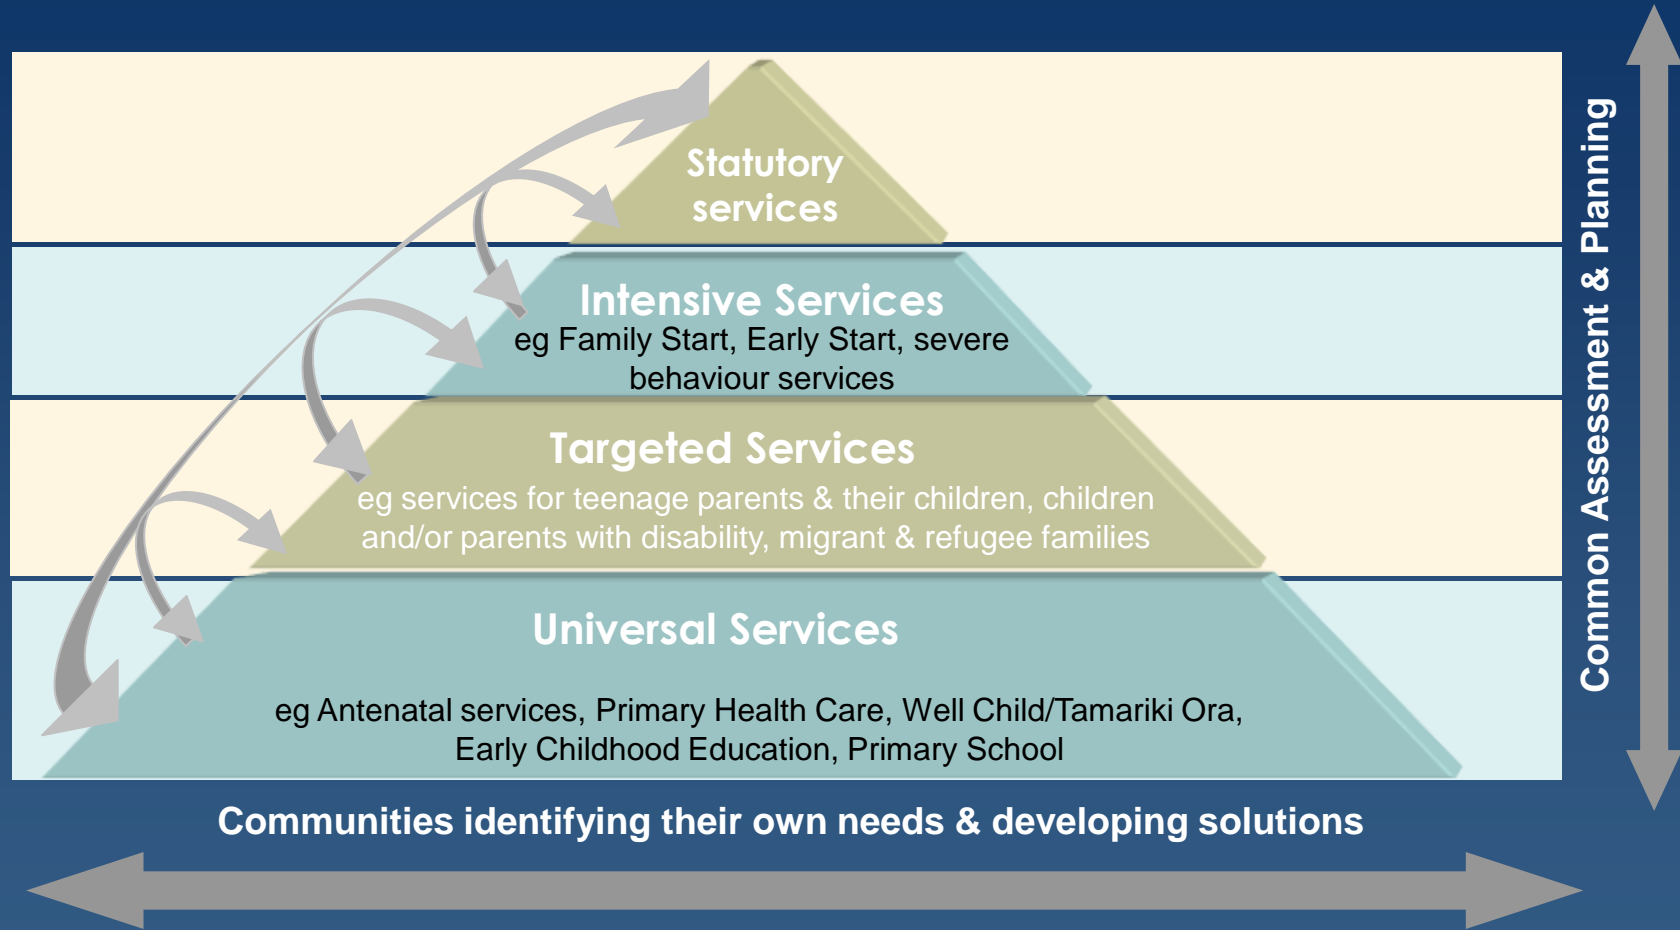 Statutory
services
Intensive Services
eg Family Start, Early Start, severe
behaviour services
Targeted Services
eg services for teenage parents & their children, children
and/or parents with disability, migrant & refugee families
Universal Services
eg Antenatal services, Primary Health Care, Well Child/Tamariki Ora,
Early Childhood Education, Primary School
Communities identifying their own needs & developing solutions
Common Assessment & Planning